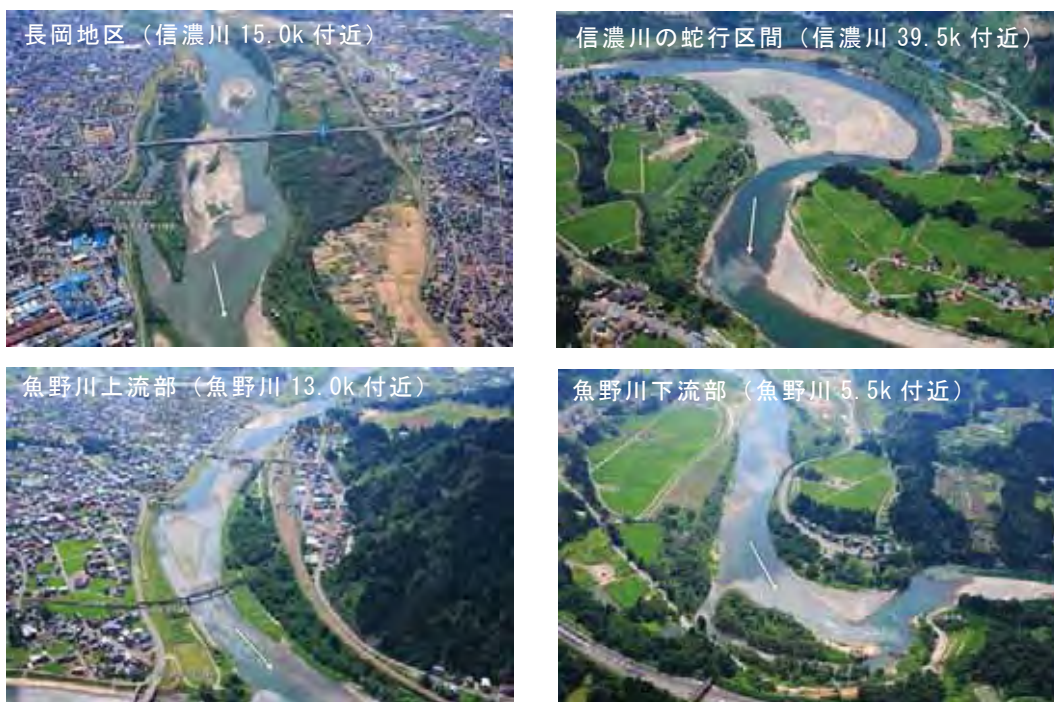 長岡地区（信濃川 15.0k 付近）
信濃川の蛇行区間（信濃川 39.5k 付近）
魚野川上流部（魚野川 13.0k 付近）
魚野川下流部（魚野川 5.5k 付近）